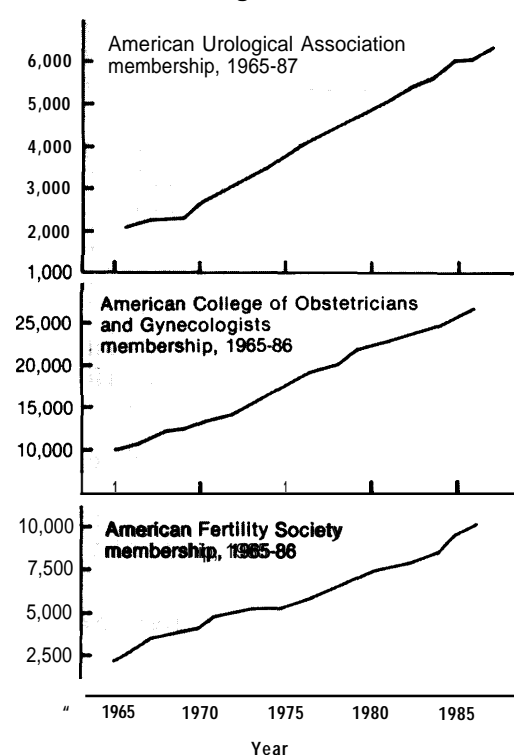 American Urological Association
membership, 1965-87
6,000
5,000
4,000
3,000
2,000
1,000
American College of Obstetricians
and Gynecologists
membership, 1965-86
25,000
20,000
15,000
10,000
American Fertility Society
membership, 1965-86
10,000
7,500
5,000
2,500
1965 1970 1975 1980 1985
Year